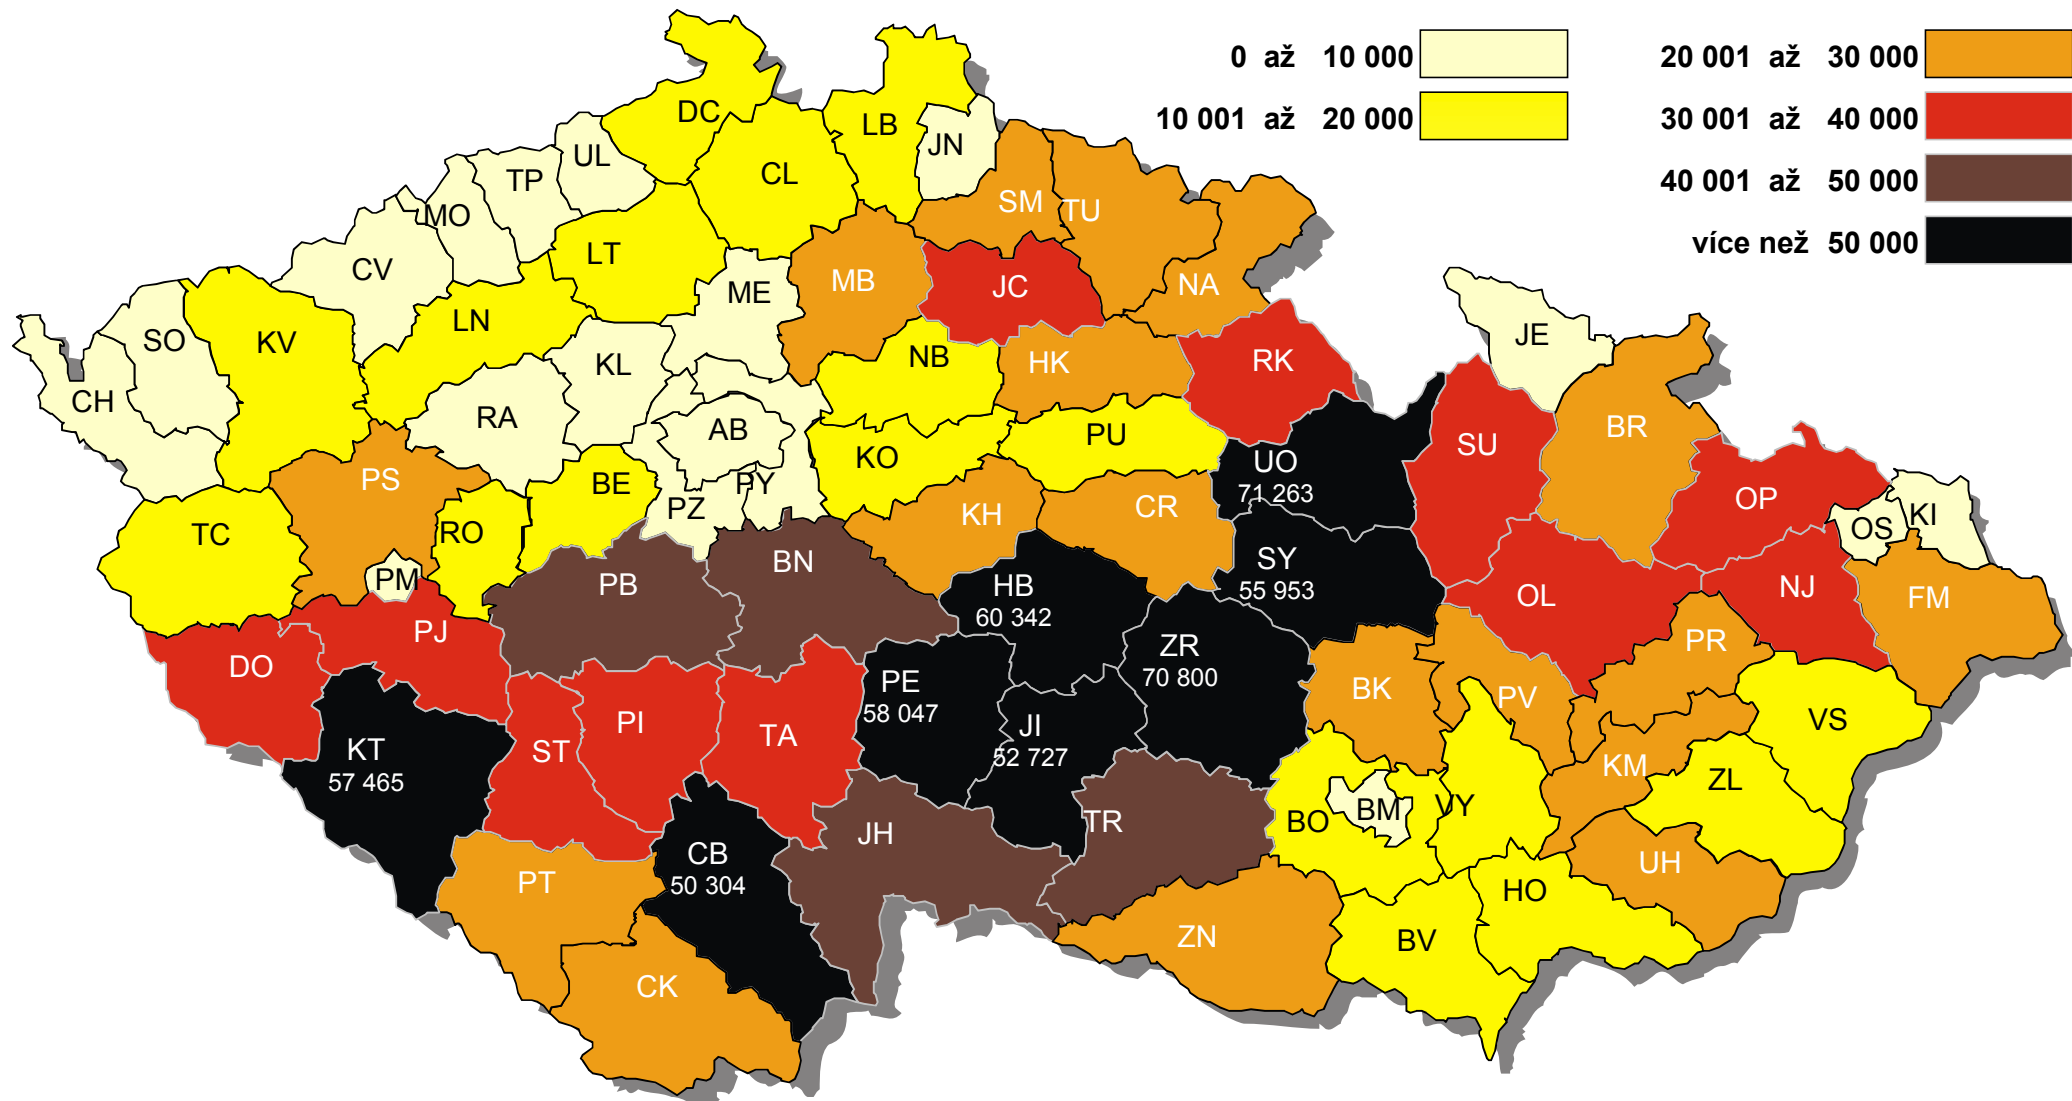 0 až 10 000
20 001 až 30 000
10 001 až 20 000
30 001 až 40 000
40 001 až 50 000
více než 50 000
DC
LB
JN
UL
TP
CL
MO
SM
TU
CV
LT
ME
MB
JC
NA
SO
KV
LN
JE
KL
NB
HK
RK
CH
RA
AB
PU
BR
SU
KO
UO
71 263
PS
BE
PY
PZ
KH
CR
OP
OS
KI
TC
RO
BN
SY
55 953
PM
PB
HB
60 342
OL
NJ
FM
PJ
ZR
70 800
PR
DO
PE
58 047
BK
PV
KT
57 465
ST
PI
TA
JI
52 727
VS
KM
ZL
BO
BM
VY
JH
TR
CB
50 304
PT
UH
HO
ZN
BV
CK